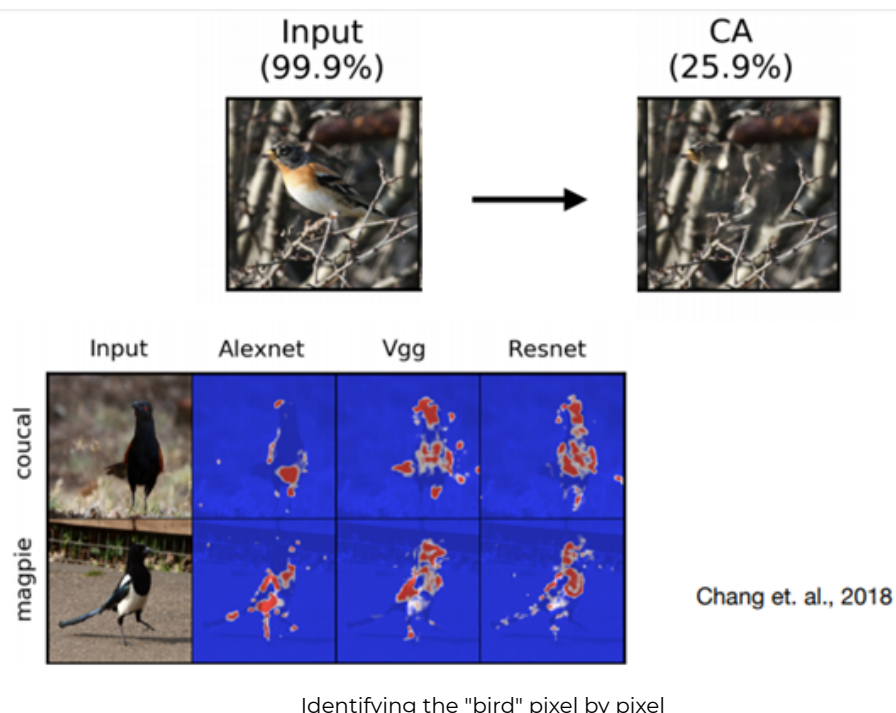 Input
(99.9%)
CA
(25.9%)
Input Alexnet Vgg Resnet
coucal
magpie
Chang et. al., 2018
Identifying the "bird" pixel by pixel